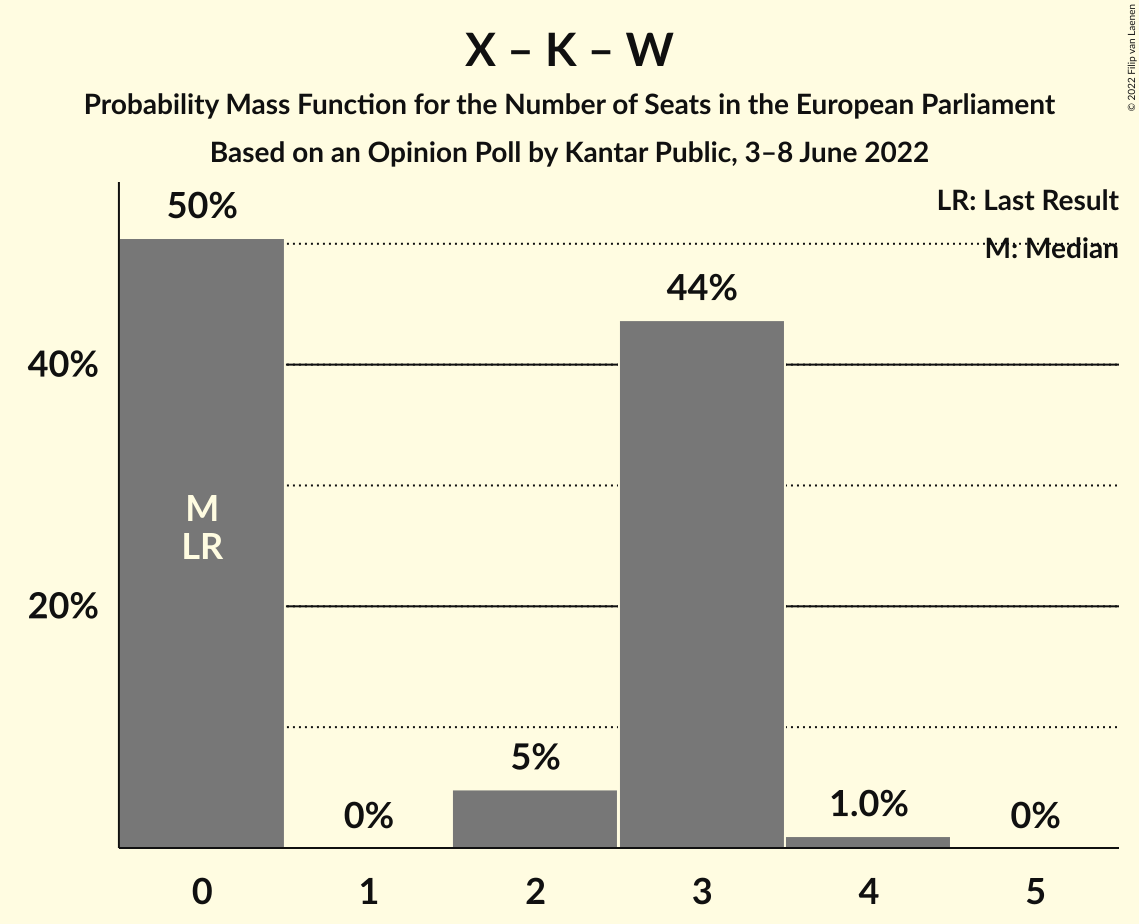 X – K – W
Probability Mass Function for the Number of Seats in the European Parliament
Based on an Opinion Poll by Kantar Public, 3–8 June 2022
© 2022 Filip van Laenen
LR: Last Result
M: Median
50%
44%
40%
M
LR
20%
5%
1.0%
0%
0%
0 1 2 3 4 5